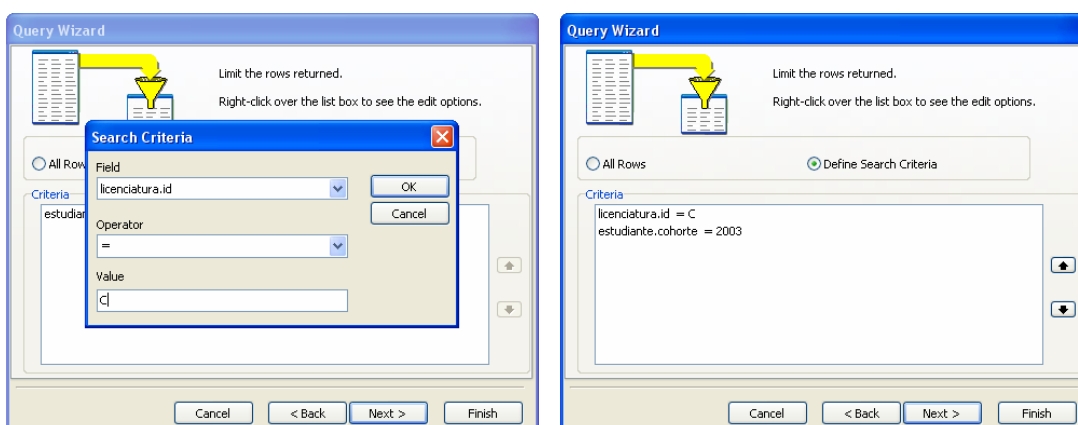 Query Wizard
Limit the rows returned.
Right-click over the list box to see the edit options.
Search Criteria
All Row
Field
licenciatura.id
OK
Cancel
Criteria
estudian
Operator
=
Value
C
Cancel
< Back
Next >
Finish
Query Wizard
Limit the rows returned.
Right-click over the list box to see the edit options.
All Rows
Define Search Criteria
Criteria
licenciatura.id = C
estudiante.cohorte = 2003
Cancel
< Back
Next >
Finish